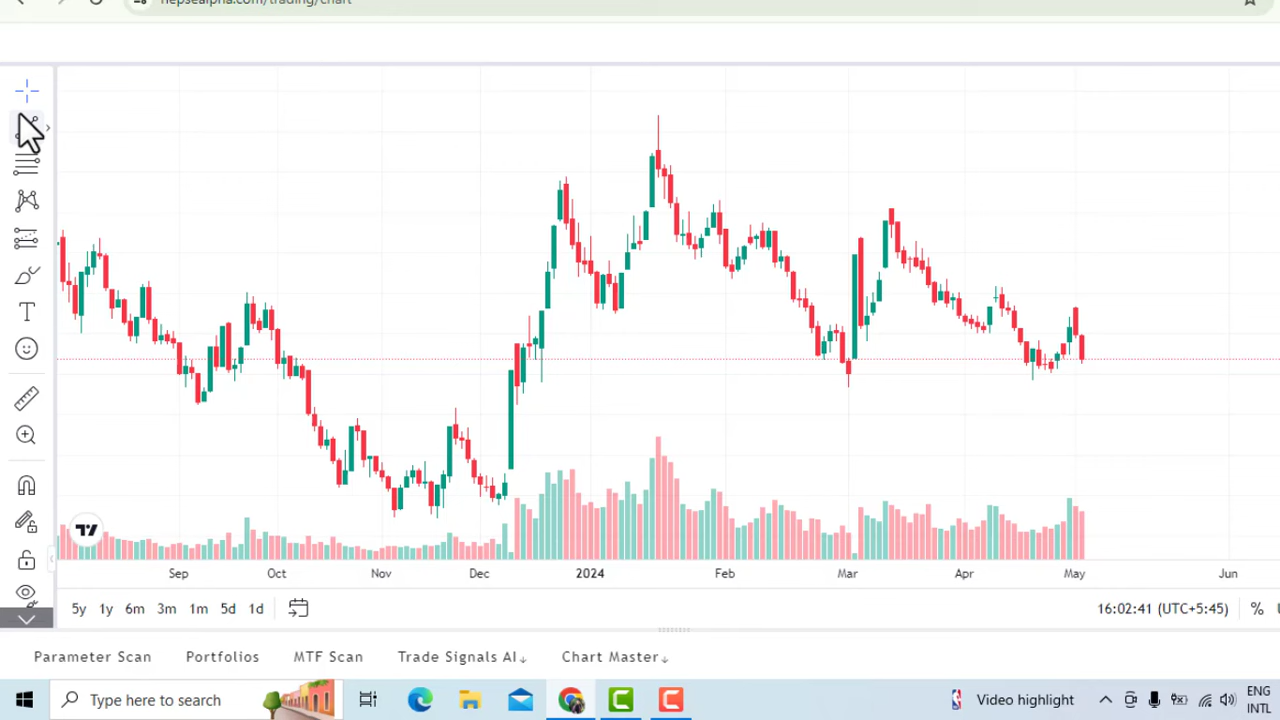 nepsealpha.com/trading/chart
T
Sep Oct Nov Dec 2024 Feb Mar Apr May Jun
5y 1y 6m 3m 1m 5d 1d 16:02:41 (UTC+5:45) %
Parameter Scan Portfolios MTF Scan Trade Signals AI↓ Chart Master↓
Type here to search Video highlight ENG
INTL